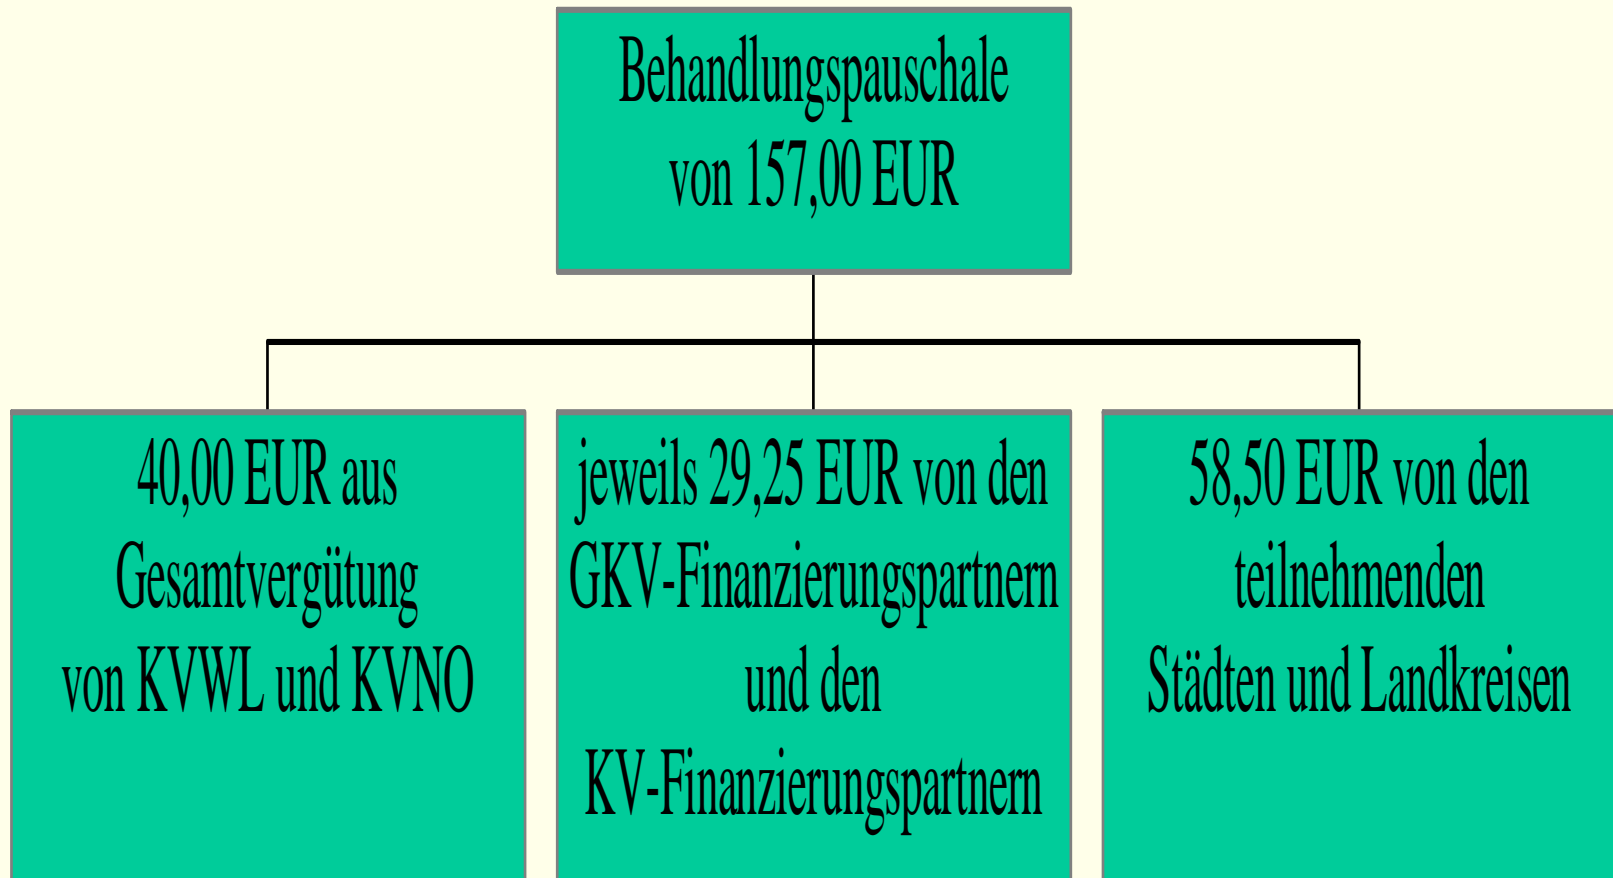 Behandlungspauschale
von 157,00 EUR
40,00 EUR aus
Gesamtvergütung
von KVWL und KVNO
jeweils 29,25 EUR von den
GKV-Finanzierungspartnern
und den
KV-Finanzierungspartnern
58,50 EUR von den
teilnehmenden
Städten und Landkreisen